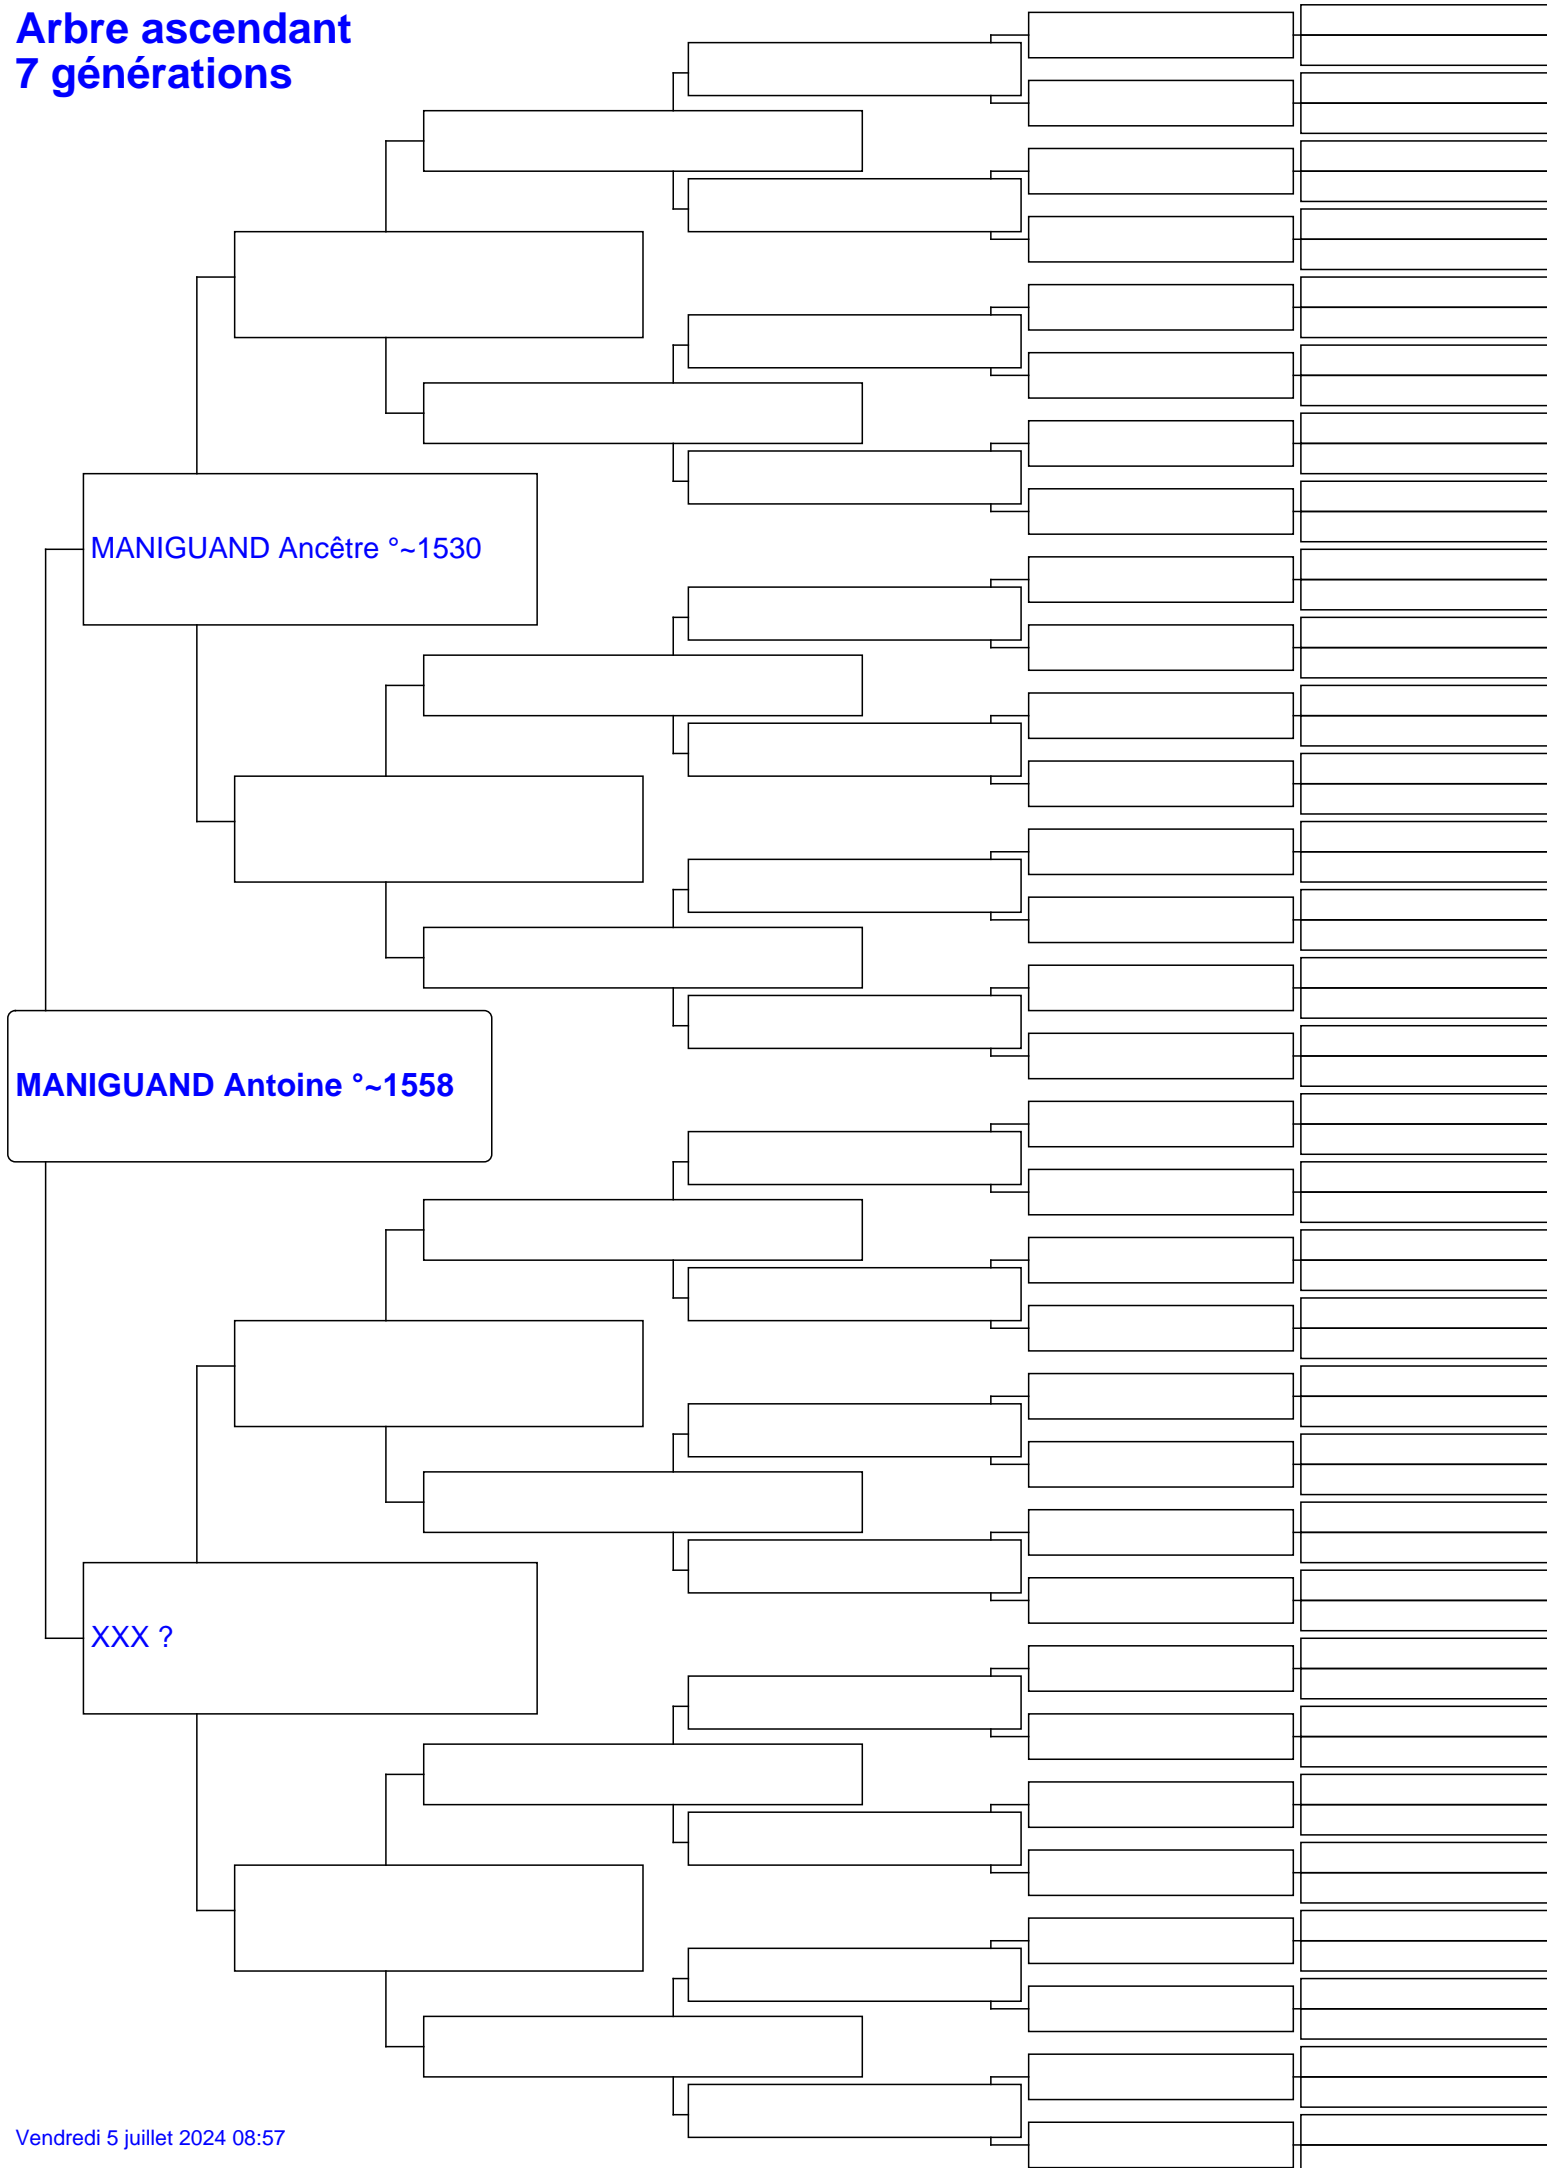 Arbre ascendant
7 générations
MANIGUAND Ancêtre °~1530
MANIGUAND Antoine °~1558
XXX ?
Vendredi 5 juillet 2024 08:57